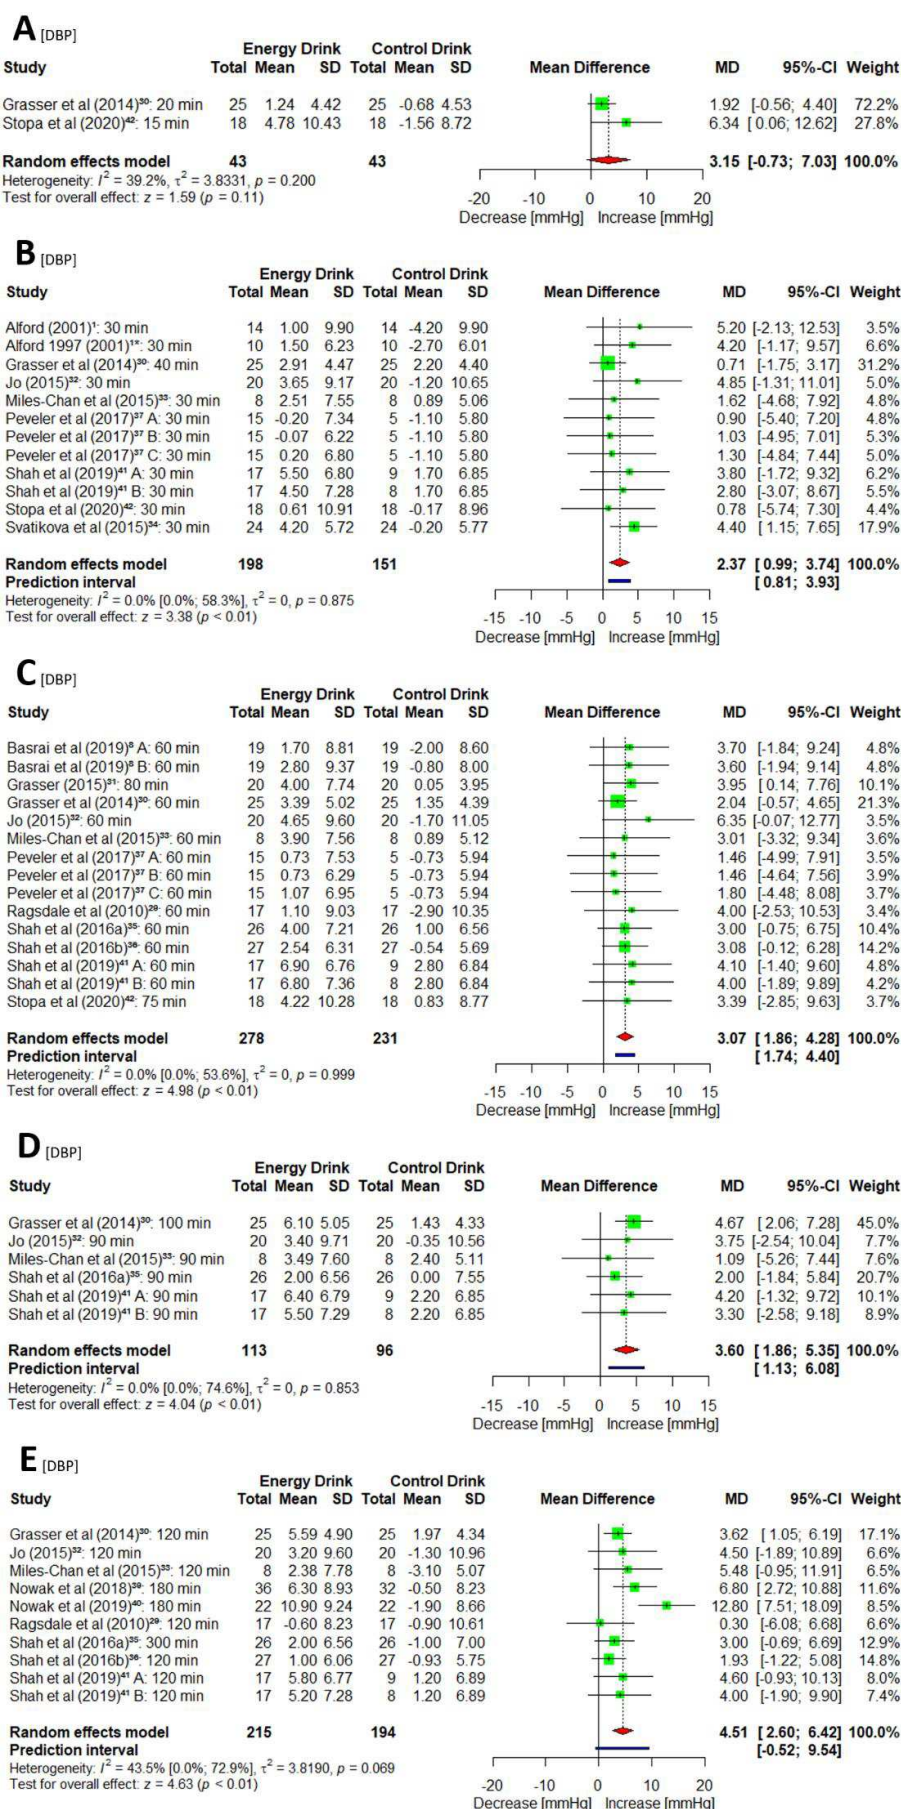 A [DBP]
Energy Drink Control Drink
Study Total Mean SD Total Mean SD Mean Difference MD 95%-CI Weight
Grasser et al (2014)³⁰: 20 min 25 1.24 4.42 25 -0.68 4.53 1.92 [-0.56; 4.40] 72.2%
Stopa et al (2020)⁴²: 15 min 18 4.78 10.43 18 -1.56 8.72 6.34 [ 0.06; 12.62] 27.8%
Random effects model 43 43 3.15 [-0.73; 7.03] 100.0%
Heterogeneity: I² = 39.2%, τ² = 3.8331, p = 0.200
Test for overall effect: z = 1.59 (p = 0.11)
-20 -10 0 10 20
Decrease [mmHg] Increase [mmHg]
B [DBP]
Energy Drink Control Drink
Study Total Mean SD Total Mean SD Mean Difference MD 95%-CI Weight
Alford (2001)¹: 30 min 14 1.00 9.90 14 -4.20 9.90 5.20 [-2.13; 12.53] 3.5%
Alford 1997 (2001)¹*: 30 min 10 1.50 6.23 10 -2.70 6.01 4.20 [-1.17; 9.57] 6.6%
Grasser et al (2014)³⁰: 40 min 25 2.91 4.47 25 2.20 4.40 0.71 [-1.75; 3.17] 31.2%
Jo (2015)³²: 30 min 20 3.65 9.17 20 -1.20 10.65 4.85 [-1.31; 11.01] 5.0%
Miles-Chan et al (2015)³³: 30 min 8 2.51 7.55 8 0.89 5.06 1.62 [-4.68; 7.92] 4.8%
Peveler et al (2017)³⁷ A: 30 min 15 -0.20 7.34 5 -1.10 5.80 0.90 [-5.40; 7.20] 4.8%
Peveler et al (2017)³⁷ B: 30 min 15 -0.07 6.22 5 -1.10 5.80 1.03 [-4.95; 7.01] 5.3%
Peveler et al (2017)³⁷ C: 30 min 15 0.20 6.80 5 -1.10 5.80 1.30 [-4.84; 7.44] 5.0%
Shah et al (2019)⁴¹ A: 30 min 17 5.50 6.80 9 1.70 6.85 3.80 [-1.72; 9.32] 6.2%
Shah et al (2019)⁴¹ B: 30 min 17 4.50 7.28 8 1.70 6.85 2.80 [-3.07; 8.67] 5.5%
Stopa et al (2020)⁴²: 30 min 18 0.61 10.91 18 -0.17 8.96 0.78 [-5.74; 7.30] 4.4%
Svatikova et al (2015)³⁴: 30 min 24 4.20 5.72 24 -0.20 5.77 4.40 [ 1.15; 7.65] 17.9%
Random effects model 198 151 2.37 [ 0.99; 3.74] 100.0%
Prediction interval [ 0.81; 3.93]
Heterogeneity: I² = 0.0% [0.0%; 58.3%], τ² = 0, p = 0.875
Test for overall effect: z = 3.38 (p < 0.01)
-15 -10 -5 0 5 10 15
Decrease [mmHg] Increase [mmHg]
C [DBP]
Energy Drink Control Drink
Study Total Mean SD Total Mean SD Mean Difference MD 95%-CI Weight
Basrai et al (2019)⁸ A: 60 min 19 1.70 8.81 19 -2.00 8.60 3.70 [-1.84; 9.24] 4.8%
Basrai et al (2019)⁸ B: 60 min 19 2.80 9.37 19 -0.80 8.00 3.60 [-1.94; 9.14] 4.8%
Grasser (2015)³¹: 80 min 20 4.00 7.74 20 0.05 3.95 3.95 [ 0.14; 7.76] 10.1%
Grasser et al (2014)³⁰: 60 min 25 3.39 5.02 25 1.35 4.39 2.04 [-0.57; 4.65] 21.3%
Jo (2015)³²: 60 min 20 4.65 9.60 20 -1.70 11.05 6.35 [-0.07; 12.77] 3.5%
Miles-Chan et al (2015)³³: 60 min 8 3.90 7.56 8 0.89 5.12 3.01 [-3.32; 9.34] 3.6%
Peveler et al (2017)³⁷ A: 60 min 15 0.73 7.53 5 -0.73 5.94 1.46 [-4.99; 7.91] 3.5%
Peveler et al (2017)³⁷ B: 60 min 15 0.73 6.29 5 -0.73 5.94 1.46 [-4.64; 7.56] 3.9%
Peveler et al (2017)³⁷ C: 60 min 15 1.07 6.95 5 -0.73 5.94 1.80 [-4.48; 8.08] 3.7%
Ragsdale et al (2010)²⁹: 60 min 17 1.10 9.03 17 -2.90 10.35 4.00 [-2.53; 10.53] 3.4%
Shah et al (2016a)³⁵: 60 min 26 4.00 7.21 26 1.00 6.56 3.00 [-0.75; 6.75] 10.4%
Shah et al (2016b)³⁶: 60 min 27 2.54 6.31 27 -0.54 5.69 3.08 [-0.12; 6.28] 14.2%
Shah et al (2019)⁴¹ A: 60 min 17 6.90 6.76 9 2.80 6.84 4.10 [-1.40; 9.60] 4.8%
Shah et al (2019)⁴¹ B: 60 min 17 6.80 7.36 8 2.80 6.84 4.00 [-1.89; 9.89] 4.2%
Stopa et al (2020)⁴²: 75 min 18 4.22 10.28 18 0.83 8.77 3.39 [-2.85; 9.63] 3.7%
Random effects model 278 231 3.07 [ 1.86; 4.28] 100.0%
Prediction interval [ 1.74; 4.40]
Heterogeneity: I² = 0.0% [0.0%; 53.6%], τ² = 0, p = 0.999
Test for overall effect: z = 4.98 (p < 0.01)
-15 -10 -5 0 5 10 15
Decrease [mmHg] Increase [mmHg]
D [DBP]
Energy Drink Control Drink
Study Total Mean SD Total Mean SD Mean Difference MD 95%-CI Weight
Grasser et al (2014)³⁰: 100 min 25 6.10 5.05 25 1.43 4.33 4.67 [ 2.06; 7.28] 45.0%
Jo (2015)³²: 90 min 20 3.40 9.71 20 -0.35 10.56 3.75 [-2.54; 10.04] 7.7%
Miles-Chan et al (2015)³³: 90 min 8 3.49 7.60 8 2.40 5.11 1.09 [-5.26; 7.44] 7.6%
Shah et al (2016a)³⁵: 90 min 26 2.00 6.56 26 0.00 7.55 2.00 [-1.84; 5.84] 20.7%
Shah et al (2019)⁴¹ A: 90 min 17 6.40 6.79 9 2.20 6.85 4.20 [-1.32; 9.72] 10.1%
Shah et al (2019)⁴¹ B: 90 min 17 5.50 7.29 8 2.20 6.85 3.30 [-2.58; 9.18] 8.9%
Random effects model 113 96 3.60 [ 1.86; 5.35] 100.0%
Prediction interval [ 1.13; 6.08]
Heterogeneity: I² = 0.0% [0.0%; 74.6%], τ² = 0, p = 0.853
Test for overall effect: z = 4.04 (p < 0.01)
-15 -10 -5 0 5 10 15
Decrease [mmHg] Increase [mmHg]
E [DBP]
Energy Drink Control Drink
Study Total Mean SD Total Mean SD Mean Difference MD 95%-CI Weight
Grasser et al (2014)³⁰: 120 min 25 5.59 4.90 25 1.97 4.34 3.62 [ 1.05; 6.19] 17.1%
Jo (2015)³²: 120 min 20 3.20 9.60 20 -1.30 10.96 4.50 [-1.89; 10.89] 6.6%
Miles-Chan et al (2015)³³: 120 min 8 2.38 7.78 8 -3.10 5.07 5.48 [-0.95; 11.91] 6.5%
Nowak et al (2018)³⁹: 180 min 36 6.30 8.93 32 -0.50 8.23 6.80 [ 2.72; 10.88] 11.6%
Nowak et al (2019)⁴⁰: 180 min 22 10.90 9.24 22 -1.90 8.66 12.80 [ 7.51; 18.09] 8.5%
Ragsdale et al (2010)²⁹: 120 min 17 -0.60 8.23 17 -0.90 10.61 0.30 [-6.08; 6.68] 6.6%
Shah et al (2016a)³⁵: 300 min 26 2.00 6.56 26 -1.00 7.00 3.00 [-0.69; 6.69] 12.9%
Shah et al (2016b)³⁶: 120 min 27 1.00 6.06 27 -0.93 5.75 1.93 [-1.22; 5.08] 14.8%
Shah et al (2019)⁴¹ A: 120 min 17 5.80 6.77 9 1.20 6.89 4.60 [-0.93; 10.13] 8.0%
Shah et al (2019)⁴¹ B: 120 min 17 5.20 7.28 8 1.20 6.89 4.00 [-1.90; 9.90] 7.4%
Random effects model 215 194 4.51 [ 2.60; 6.42] 100.0%
Prediction interval [-0.52; 9.54]
Heterogeneity: I² = 43.5% [0.0%; 72.9%], τ² = 3.8190, p = 0.069
Test for overall effect: z = 4.63 (p < 0.01)
-20 -10 0 10 20
Decrease [mmHg] Increase [mmHg]